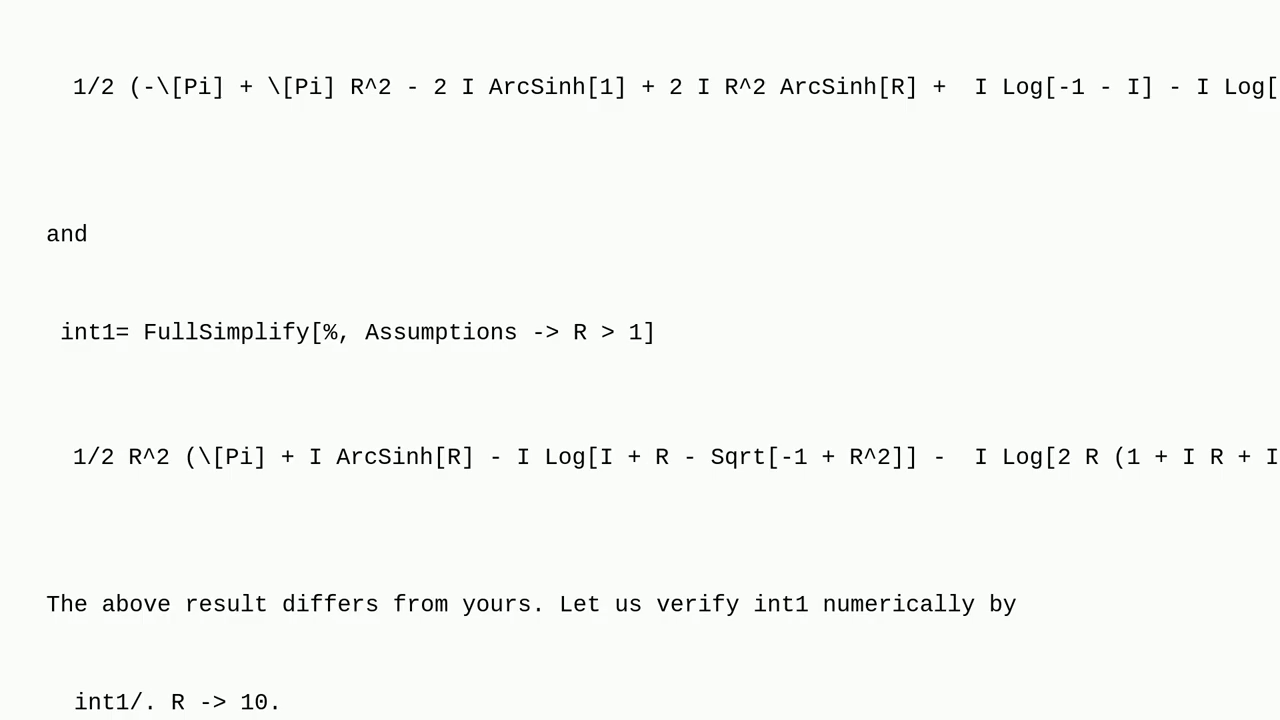 1/2 (-\[Pi] + \[Pi] R^2 - 2 I ArcSinh[1] + 2 I R^2 ArcSinh[R] +  I Log[-1 - I] - I Log[
and
int1= FullSimplify[%, Assumptions -> R > 1]
1/2 R^2 (\[Pi] + I ArcSinh[R] - I Log[I + R - Sqrt[-1 + R^2]] -  I Log[2 R (1 + I R + I
The above result differs from yours. Let us verify int1 numerically by
int1/. R -> 10.